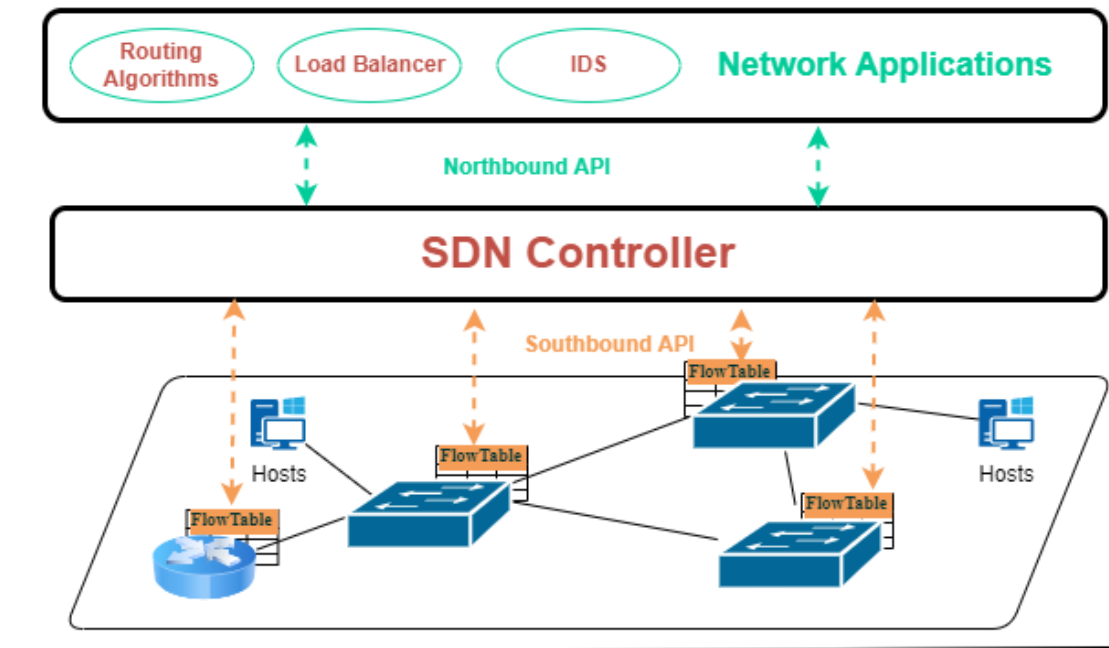 Routing
Algorithms
Load Balancer
IDS
Network Applications
Northbound API
SDN Controller
Southbound API
FlowTable
Hosts
Hosts
FlowTable
FlowTable
FlowTable